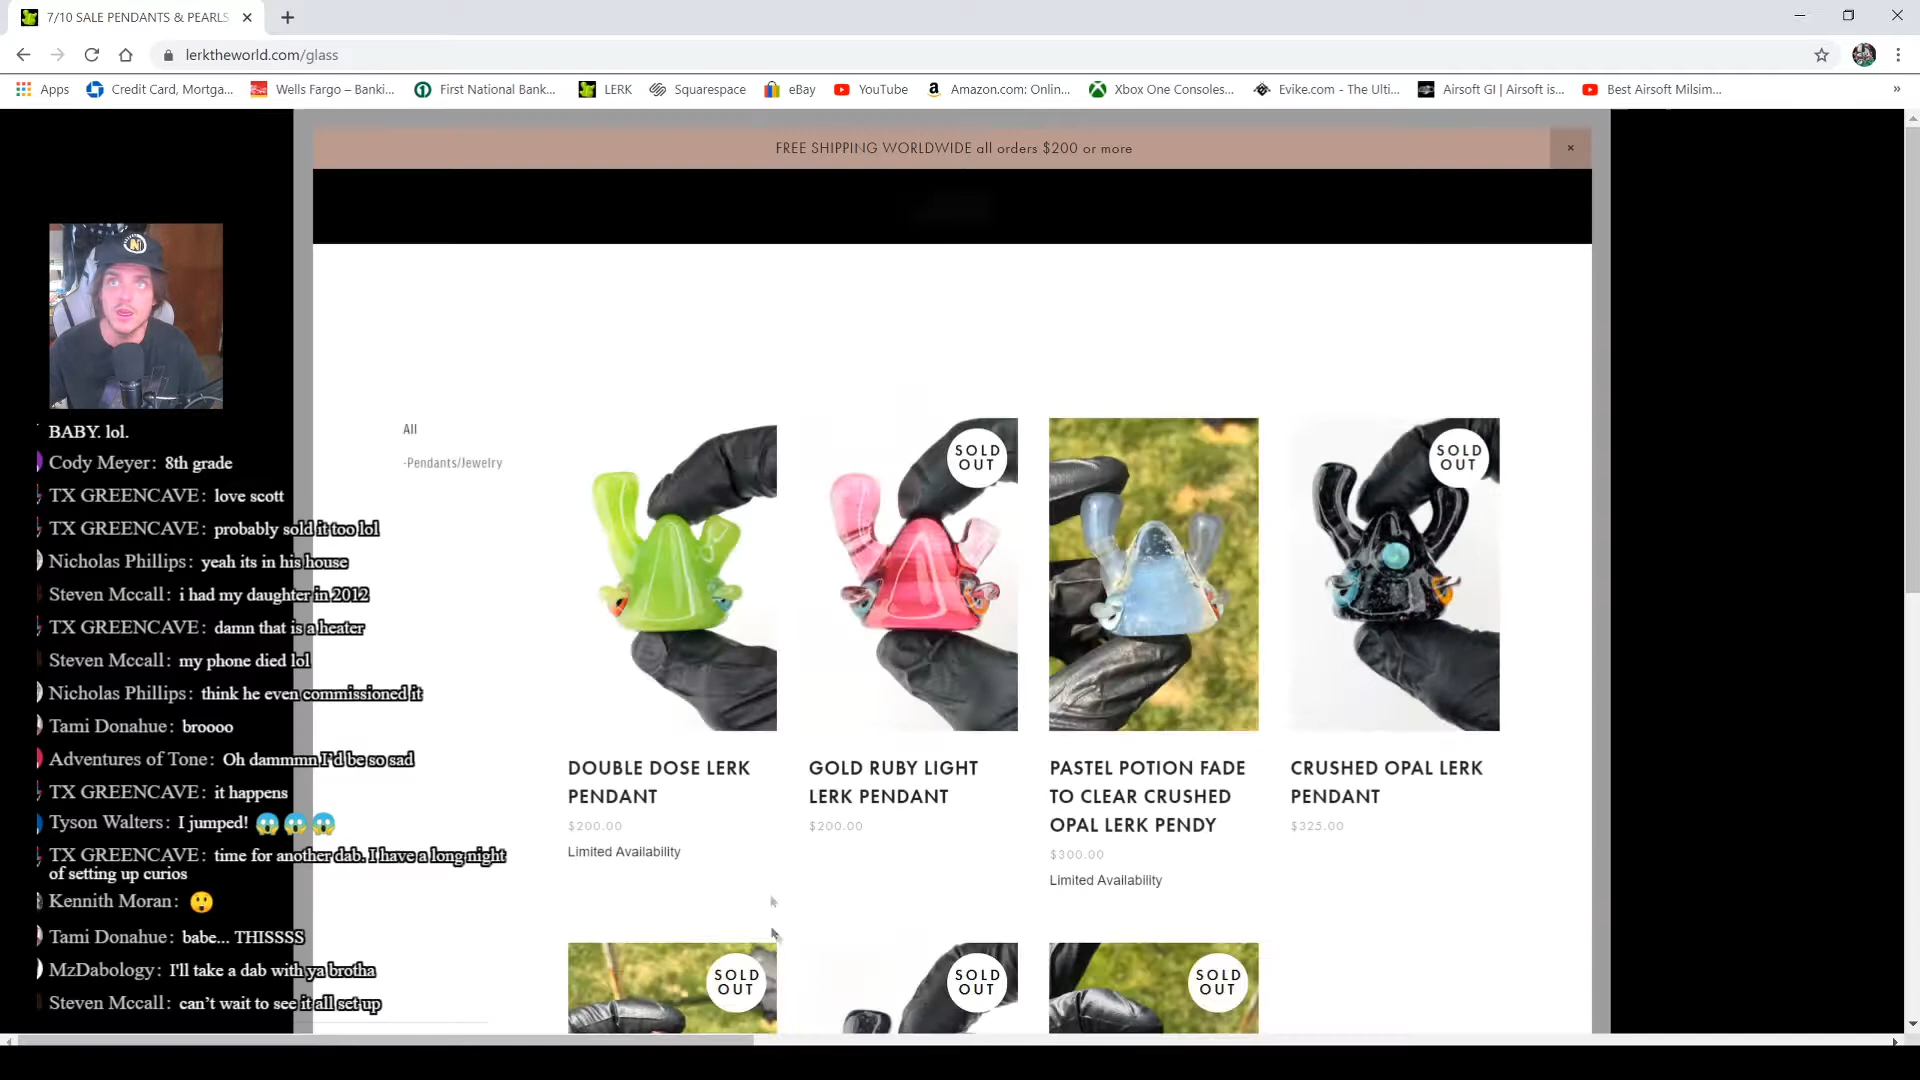 7/10 SALE PENDANTS & PEARLS
lerktheworld.com/glass
Apps
Credit Card, Mortga...
Wells Fargo – Banki...
First National Bank...
LERK
Squarespace
eBay
YouTube
Amazon.com: Onlin...
Xbox One Consoles...
Evike.com - The Ulti...
Airsoft GI | Airsoft is...
Best Airsoft Milsim...
»
FREE SHIPPING WORLDWIDE all orders $200 or more
×
BABY. lol.
Cody Meyer: 8th grade
TX GREENCAVE: love scott
TX GREENCAVE: probably sold it too lol
Nicholas Phillips: yeah its in his house
Steven Mccall: i had my daughter in 2012
TX GREENCAVE: damn that is a heater
Steven Mccall: my phone died lol
Nicholas Phillips: think he even commissioned it
Tami Donahue: broooo
Adventures of Tone: Oh dammmn I'd be so sad
TX GREENCAVE: it happens
Tyson Walters: I jumped! 😱😱😱
TX GREENCAVE: time for another dab. I have a long night
of setting up curios
Kennith Moran: 😲
Tami Donahue: babe... THISSSS
MzDabology: I'll take a dab with ya brotha
Steven Mccall: can't wait to see it all set up
All
-Pendants/Jewelry
DOUBLE DOSE LERK
PENDANT
$200.00
Limited Availability
SOLD
OUT
GOLD RUBY LIGHT
LERK PENDANT
$200.00
PASTEL POTION FADE
TO CLEAR CRUSHED
OPAL LERK PENDY
$300.00
Limited Availability
SOLD
OUT
CRUSHED OPAL LERK
PENDANT
$325.00
SOLD
OUT
SOLD
OUT
SOLD
OUT